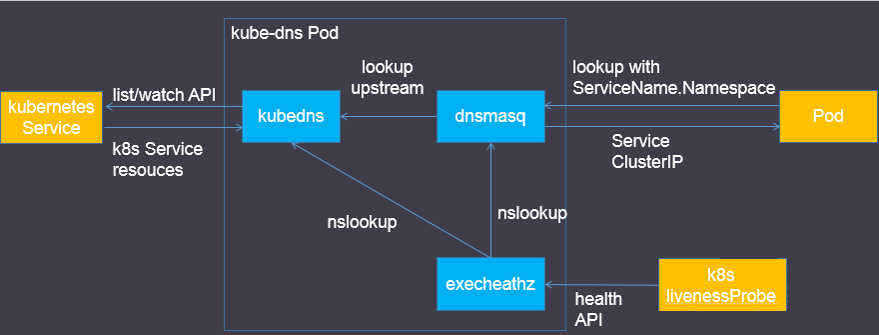 kube-dns Pod
lookup
upstream
lookup with
ServiceName.Namespace
list/watch API
kubernetes
Service
kubedns
dnsmasq
Pod
k8s Service
resouces
Service
ClusterIP
nslookup
nslookup
execheathz
k8s
livenessProbe
health
API